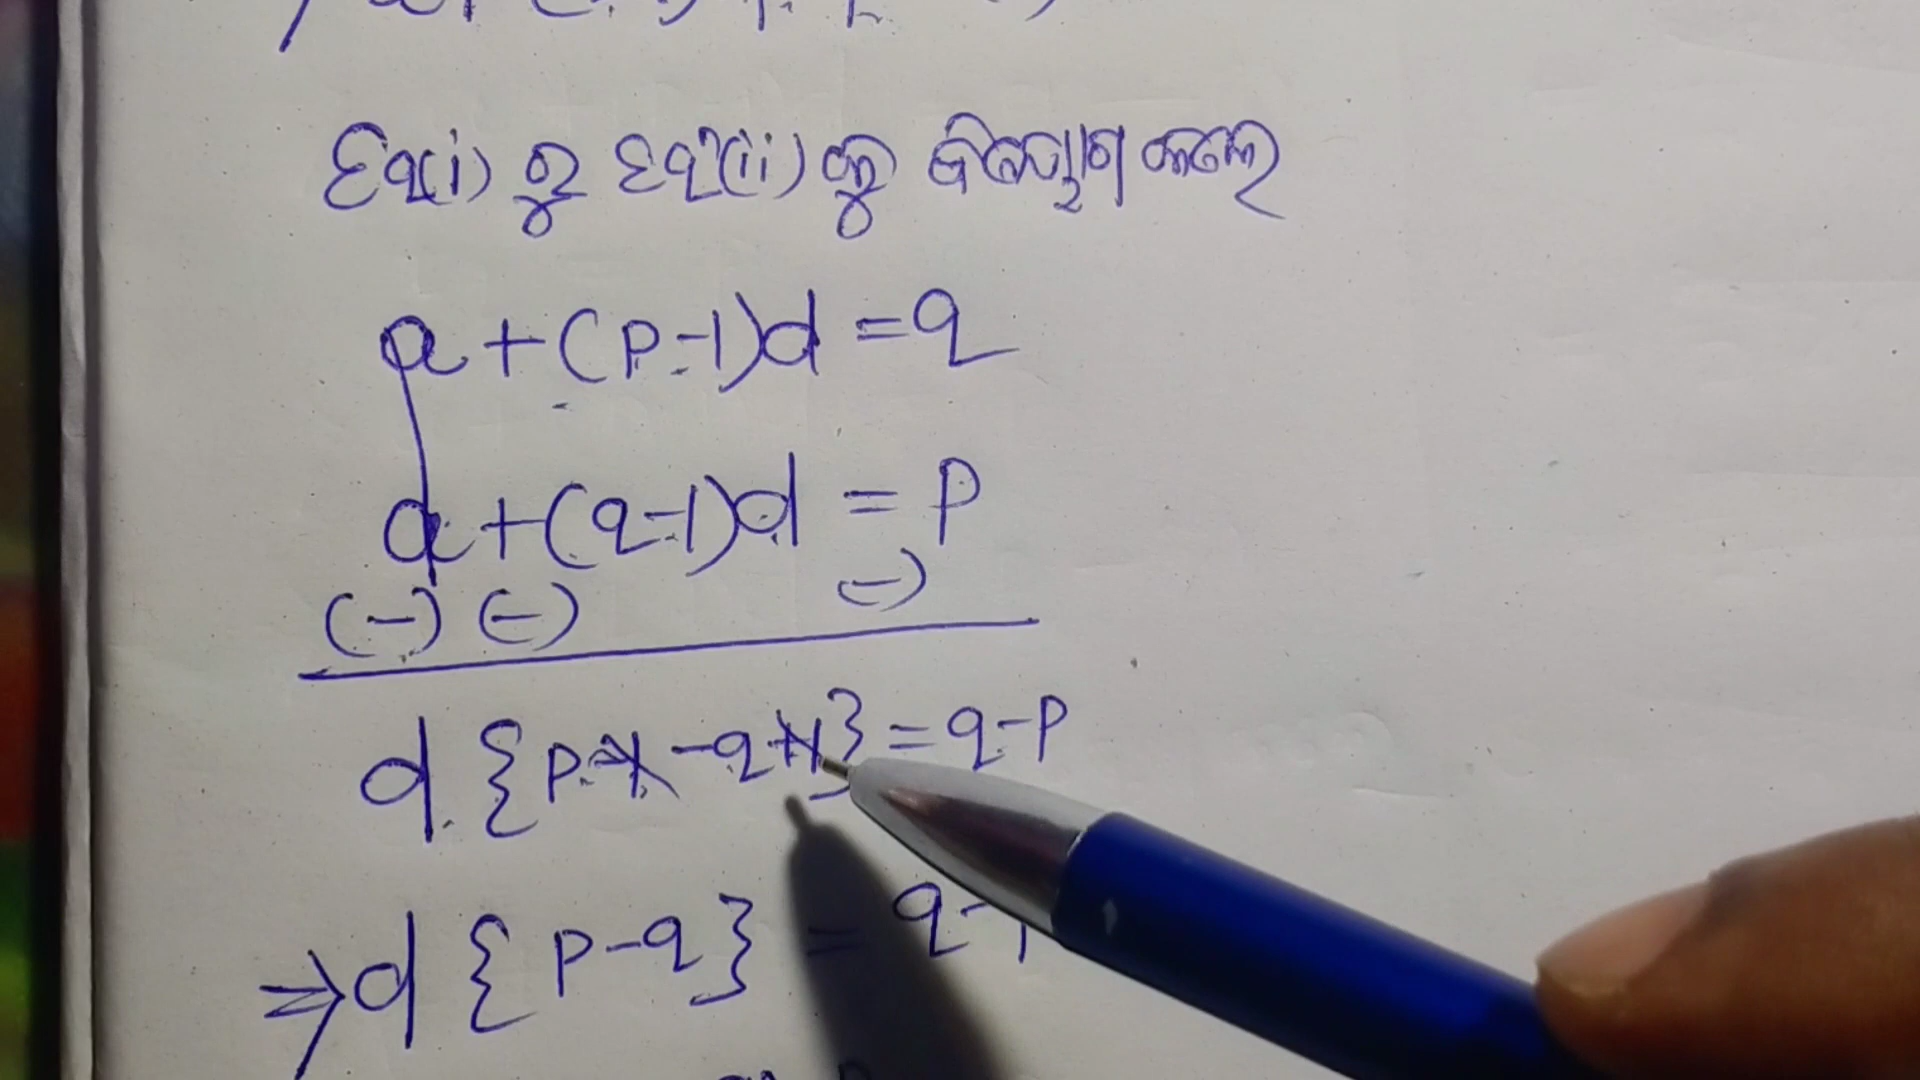 Eq(i) ରୁ Eq(ii) କୁ ବିୟୋଗ କଲେ
a + (p-1)d = q
a + (q-1)d = p
(-) (-) (-)
d {p-1-q+1} = q-p
⇒ d {p-q} = q-